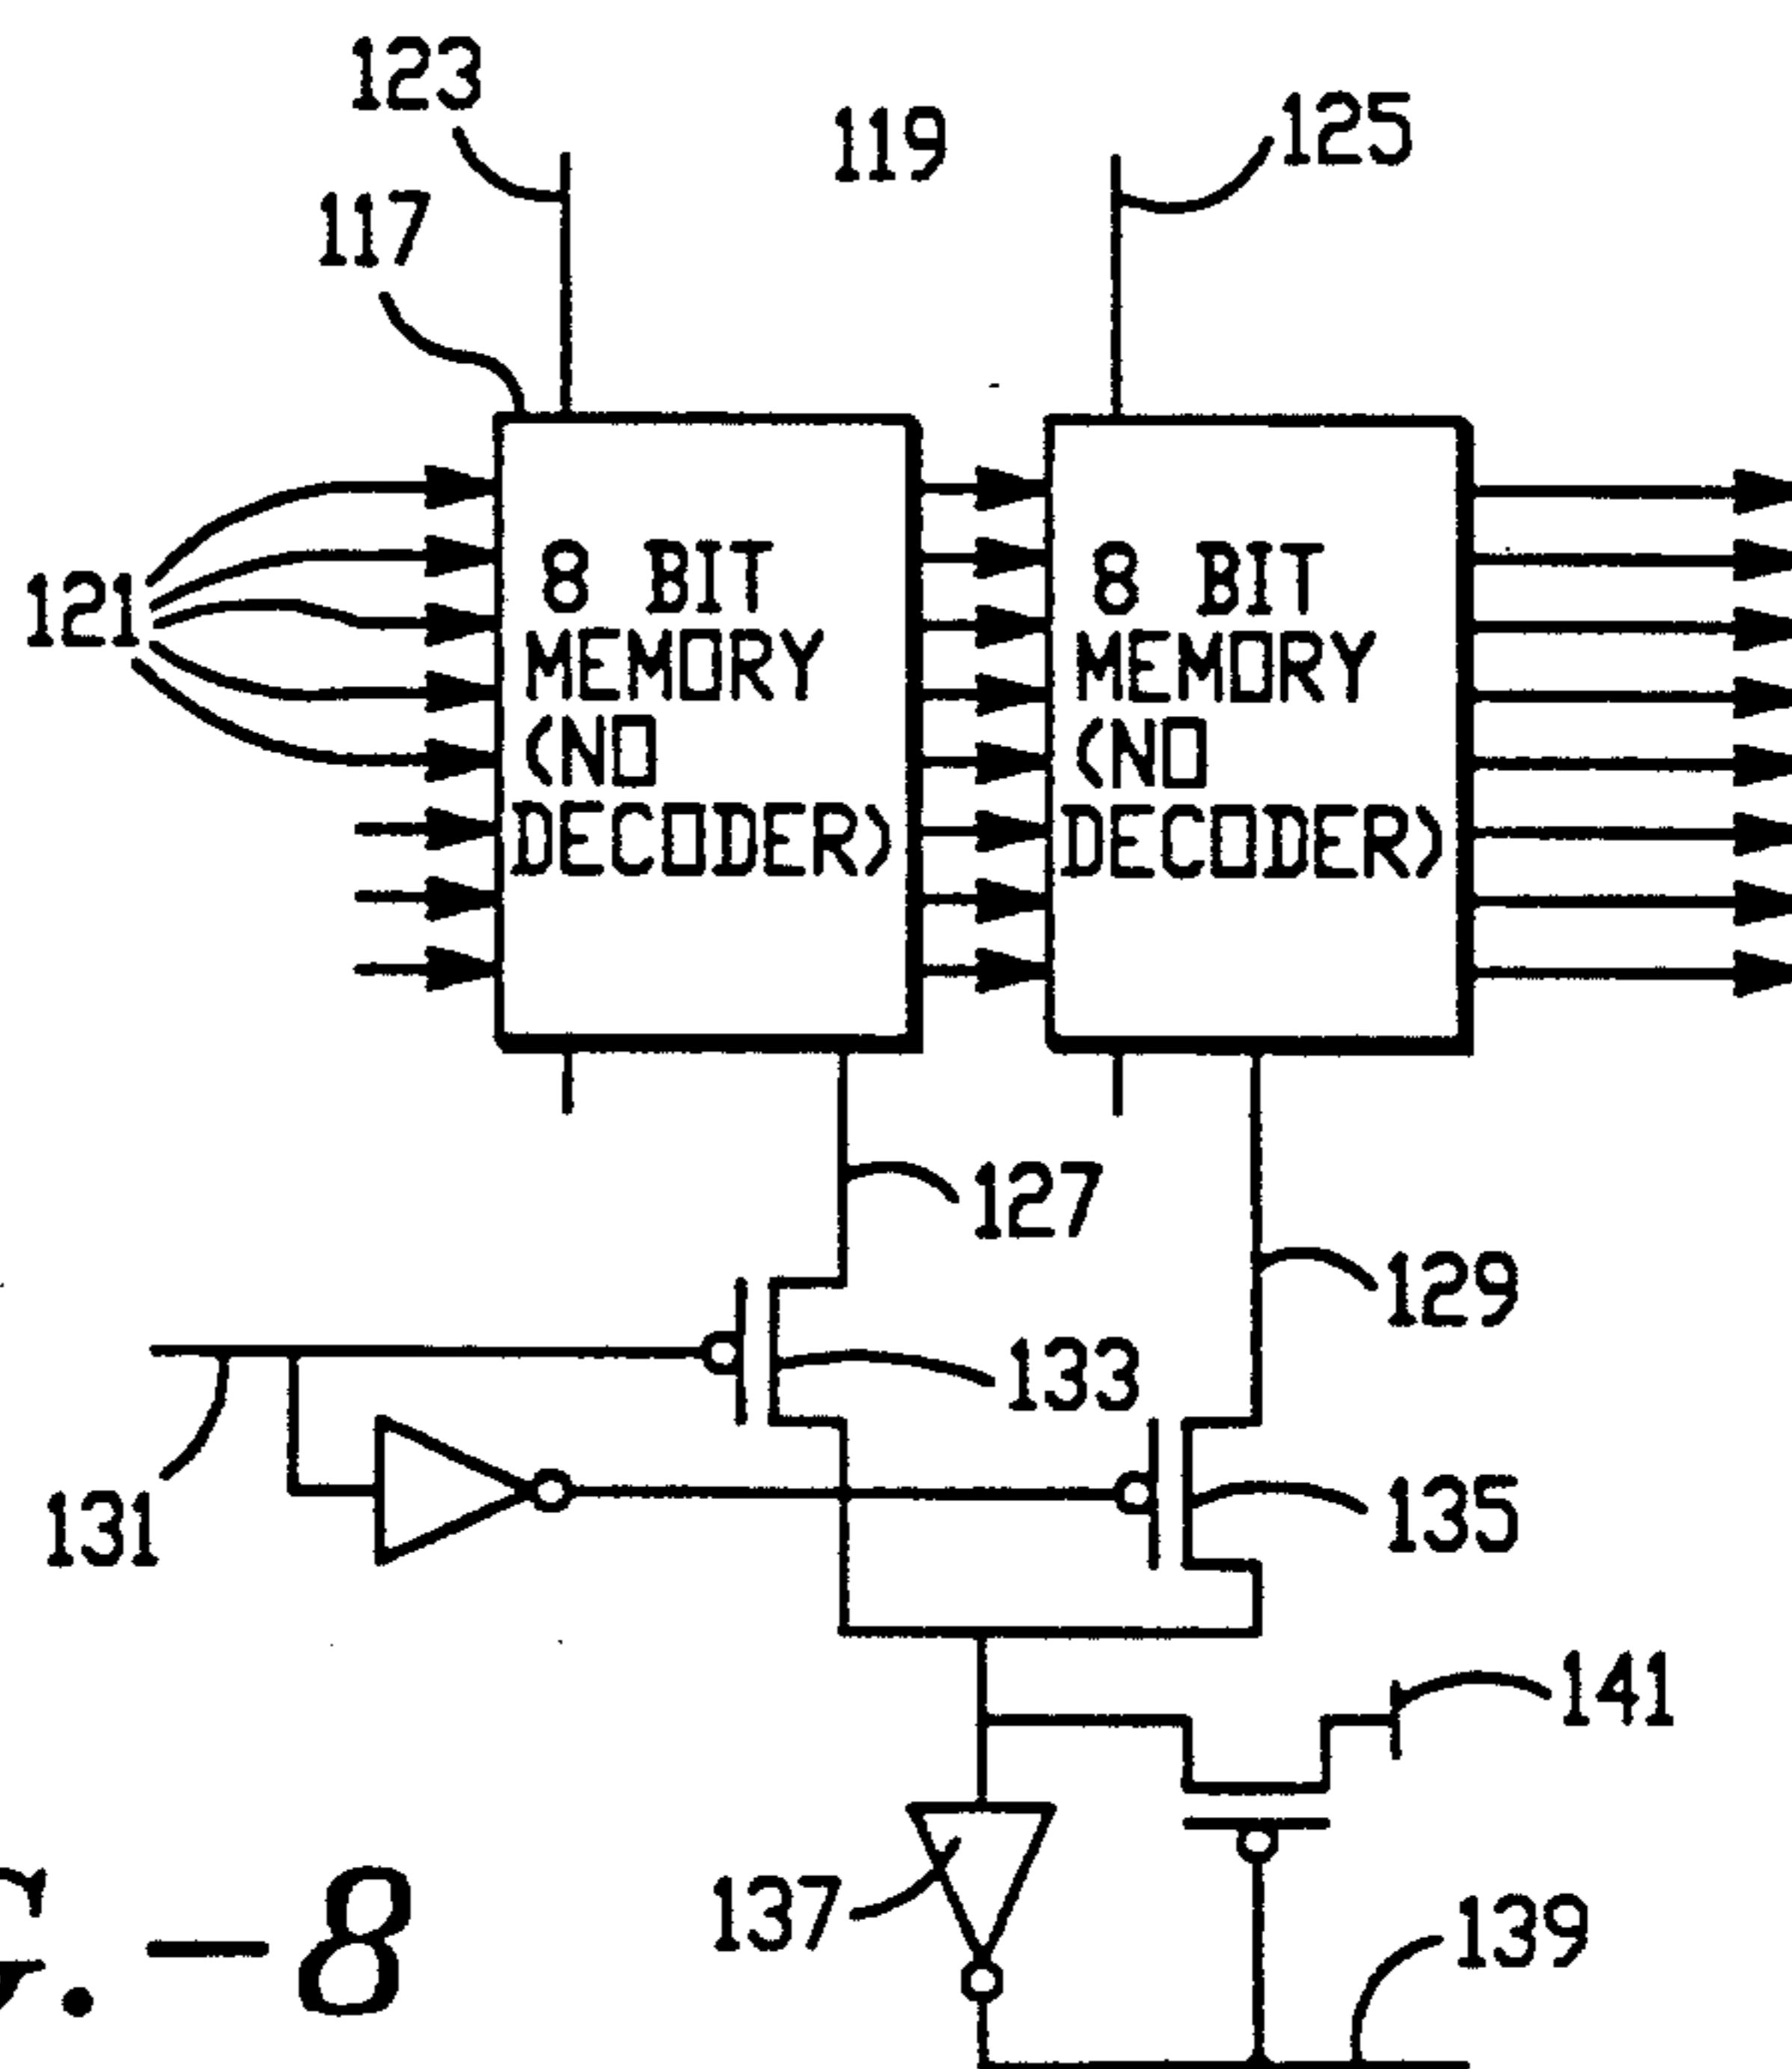 123
119
125
117
121
8 BIT
MEMORY
(NO
DECODER)
8 BIT
MEMORY
(NO
DECODER)
127
129
133
131
135
141
137
139
G.-8